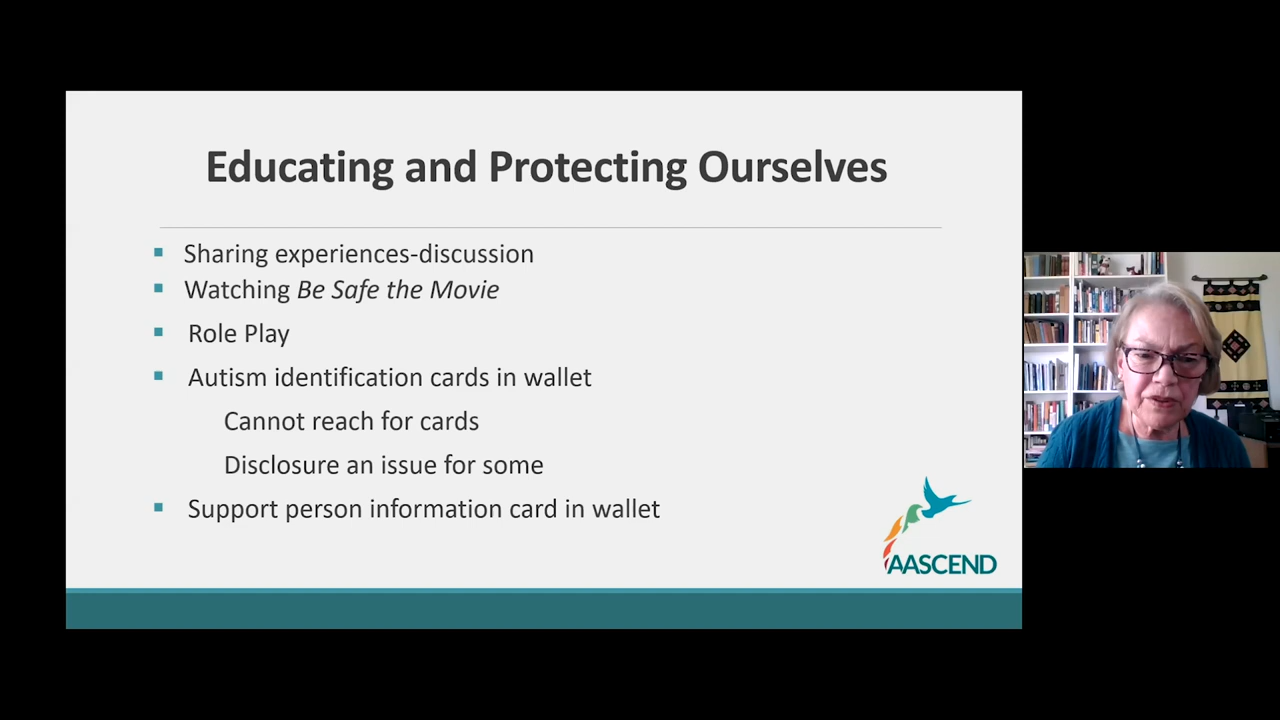 Educating and Protecting Ourselves
Sharing experiences-discussion
Watching Be Safe the Movie
Role Play
Autism identification cards in wallet
Cannot reach for cards
Disclosure an issue for some
Support person information card in wallet
AASCEND